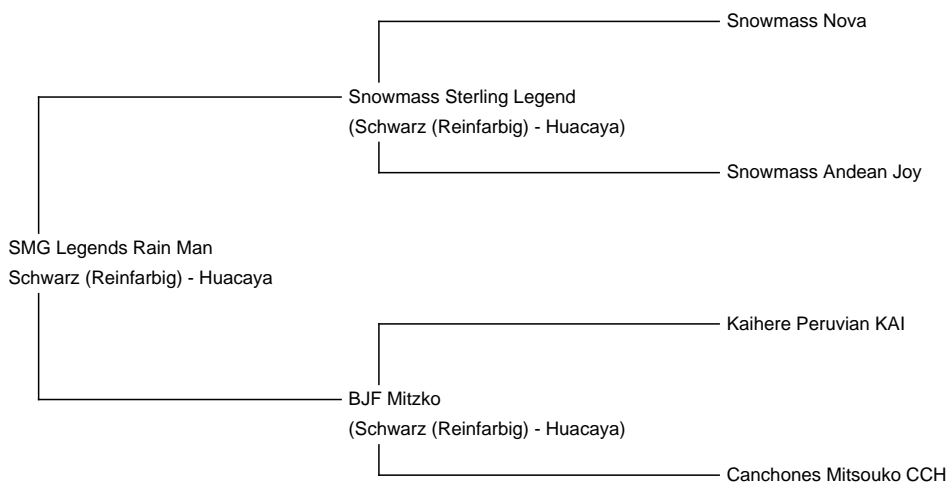 Snowmass Nova
Snowmass Sterling Legend
(Schwarz (Reinfarbig) - Huacaya)
Snowmass Andean Joy
SMG Legends Rain Man
Schwarz (Reinfarbig) - Huacaya
Kaihere Peruvian KAI
BJF Mitzko
(Schwarz (Reinfarbig) - Huacaya)
Canchones Mitsouko CCH